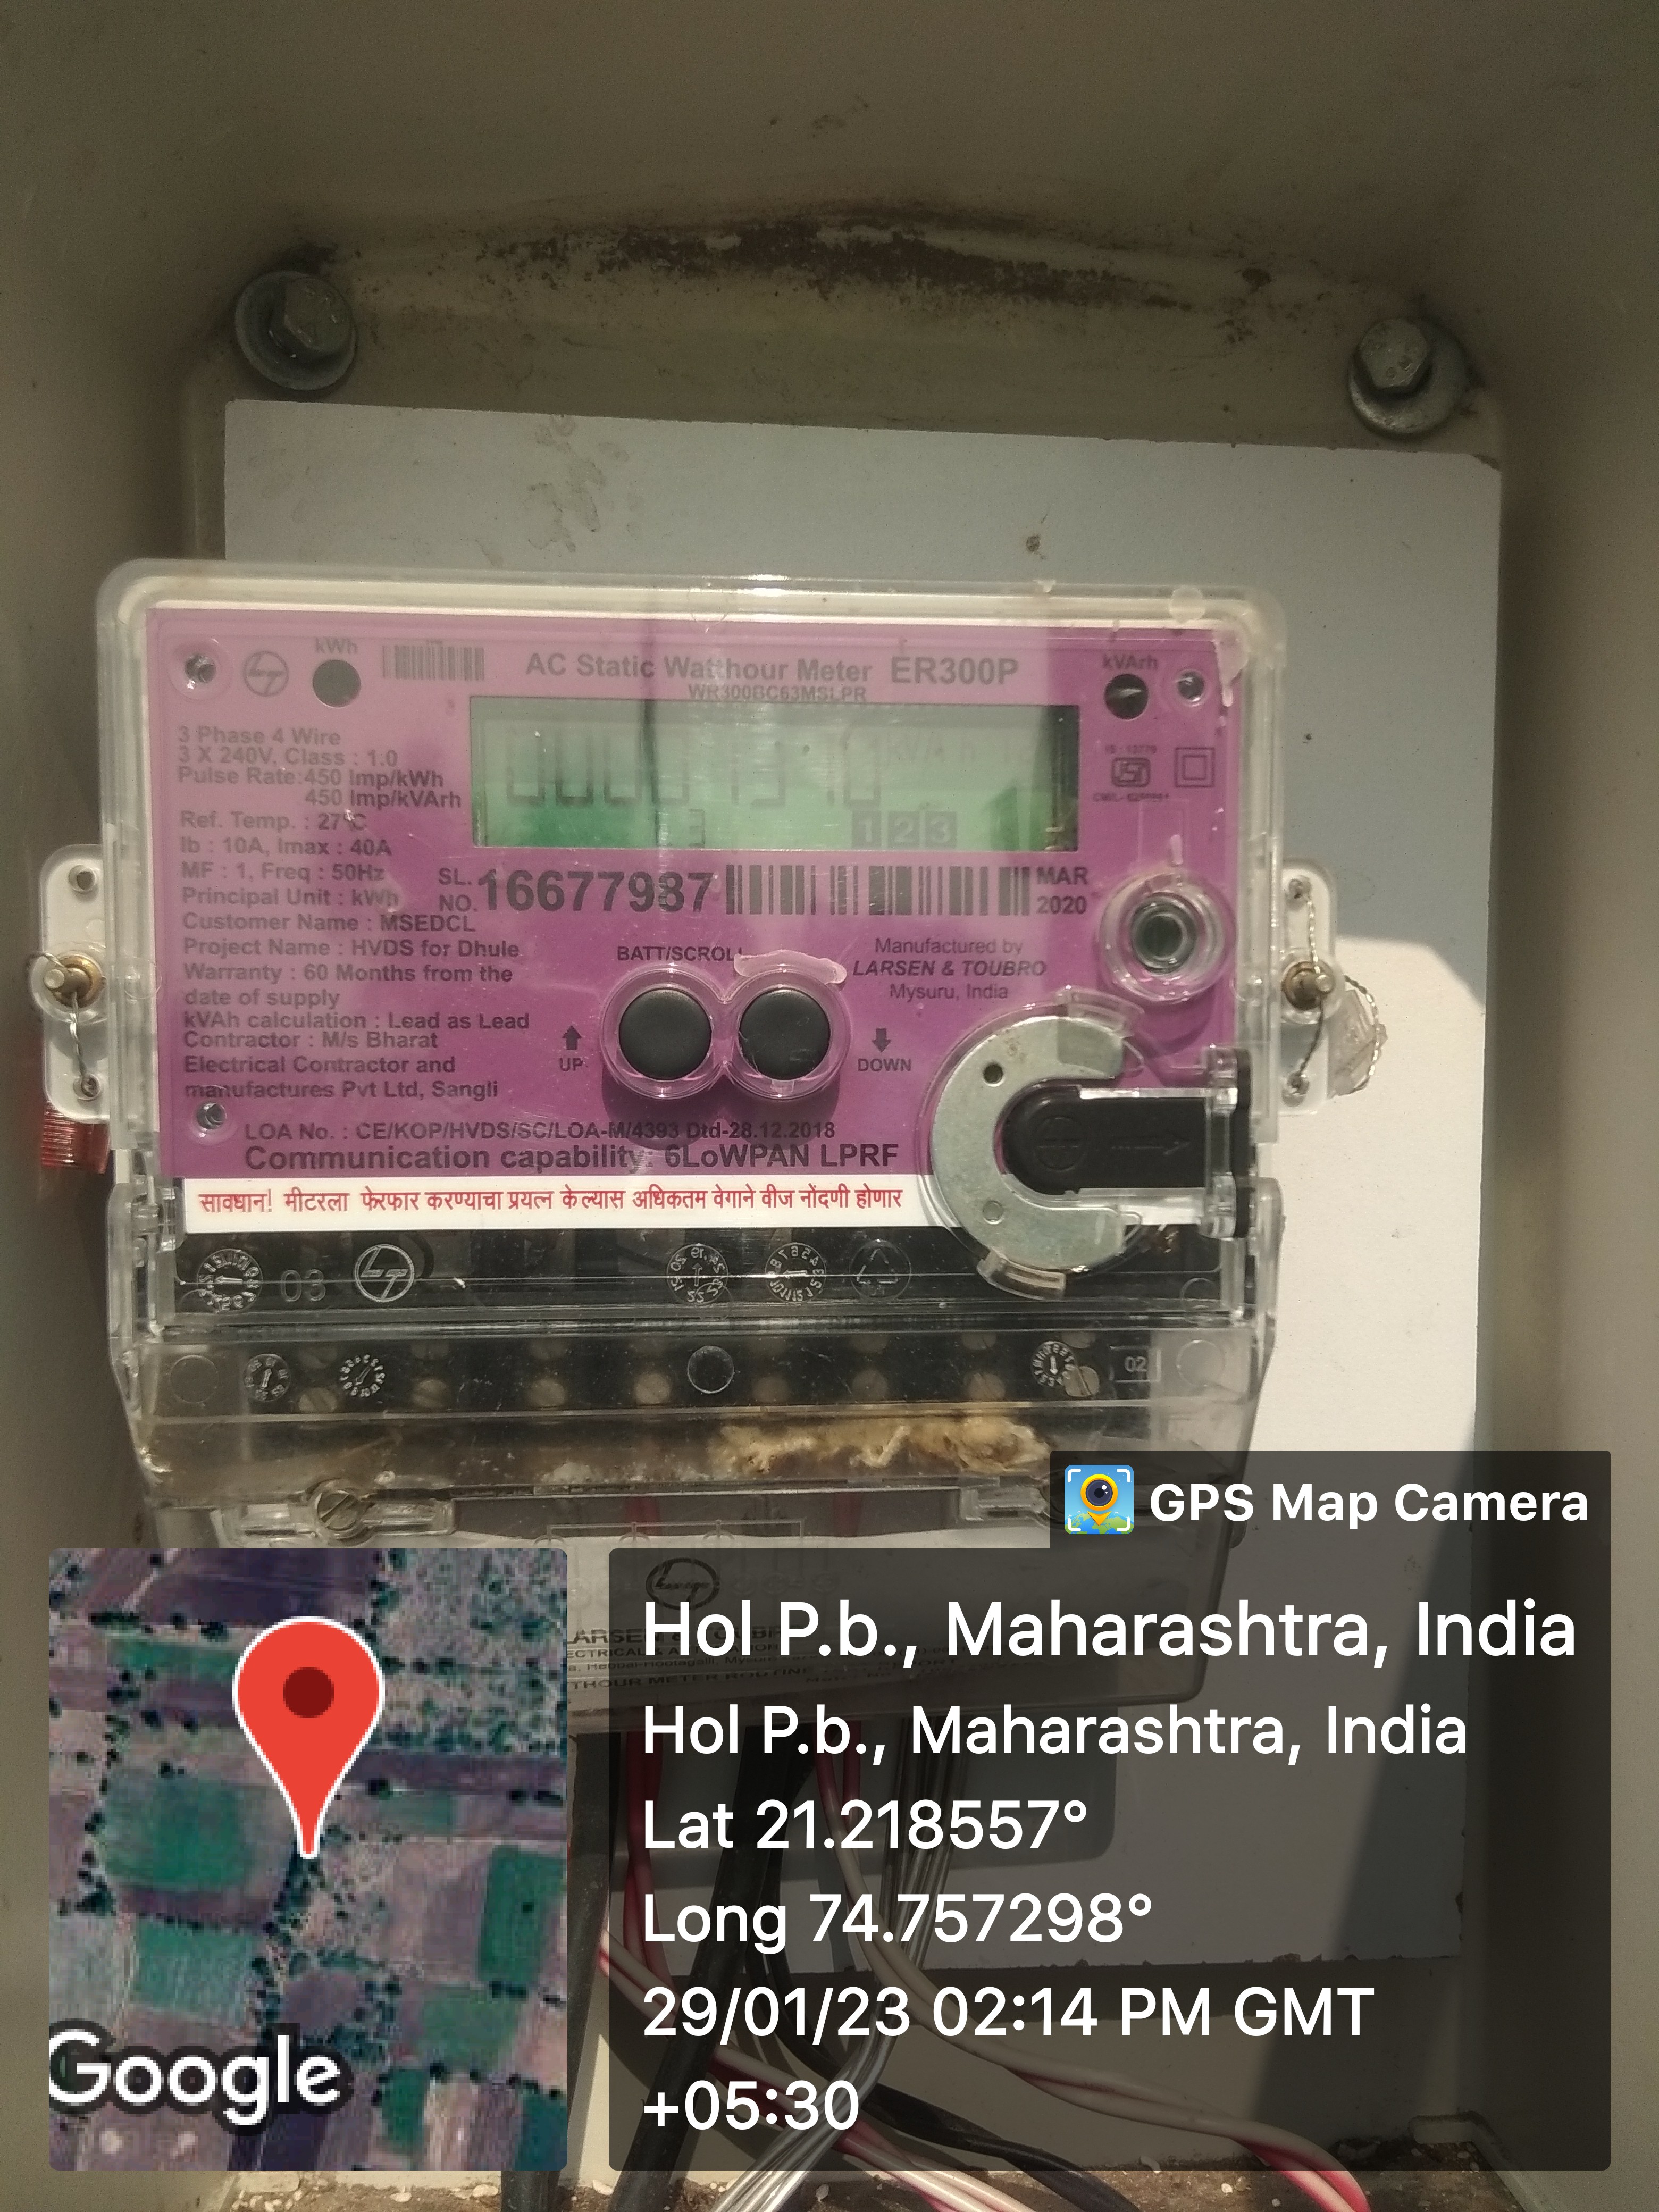 kWh
AC Static Watthour Meter ER300P
WR300BC63MSLPR
kVArh
3 Phase 4 Wire
3 X 240V, Class : 1.0
Pulse Rate:450 Imp/kWh
450 Imp/kVArh
Ref. Temp. : 27°C
Ib : 10A, Imax : 40A
MF : 1, Freq : 50Hz
Principal Unit : kWh
Customer Name : MSEDCL
Project Name : HVDS for Dhule
Warranty : 60 Months from the
date of supply
kVAh calculation : Lead as Lead
Contractor : M/s Bharat
Electrical Contractor and
manufactures Pvt Ltd, Sangli
123
SL.
NO. 16677987
MAR
2020
BATT/SCROLL
UP
DOWN
Manufactured by
LARSEN & TOUBRO
Mysuru, India
LOA No. : CE/KOP/HVDS/SC/LOA-M/4393 Dtd-28.12.2018
Communication capability: 6LoWPAN LPRF
सावधान! मीटरला फेरफार करण्याचा प्रयत्न केल्यास अधिकतम वेगाने वीज नोंदणी होणार
03
02
GPS Map Camera
Hol P.b., Maharashtra, India
Hol P.b., Maharashtra, India
Lat 21.218557°
Long 74.757298°
29/01/23 02:14 PM GMT
+05:30
Google